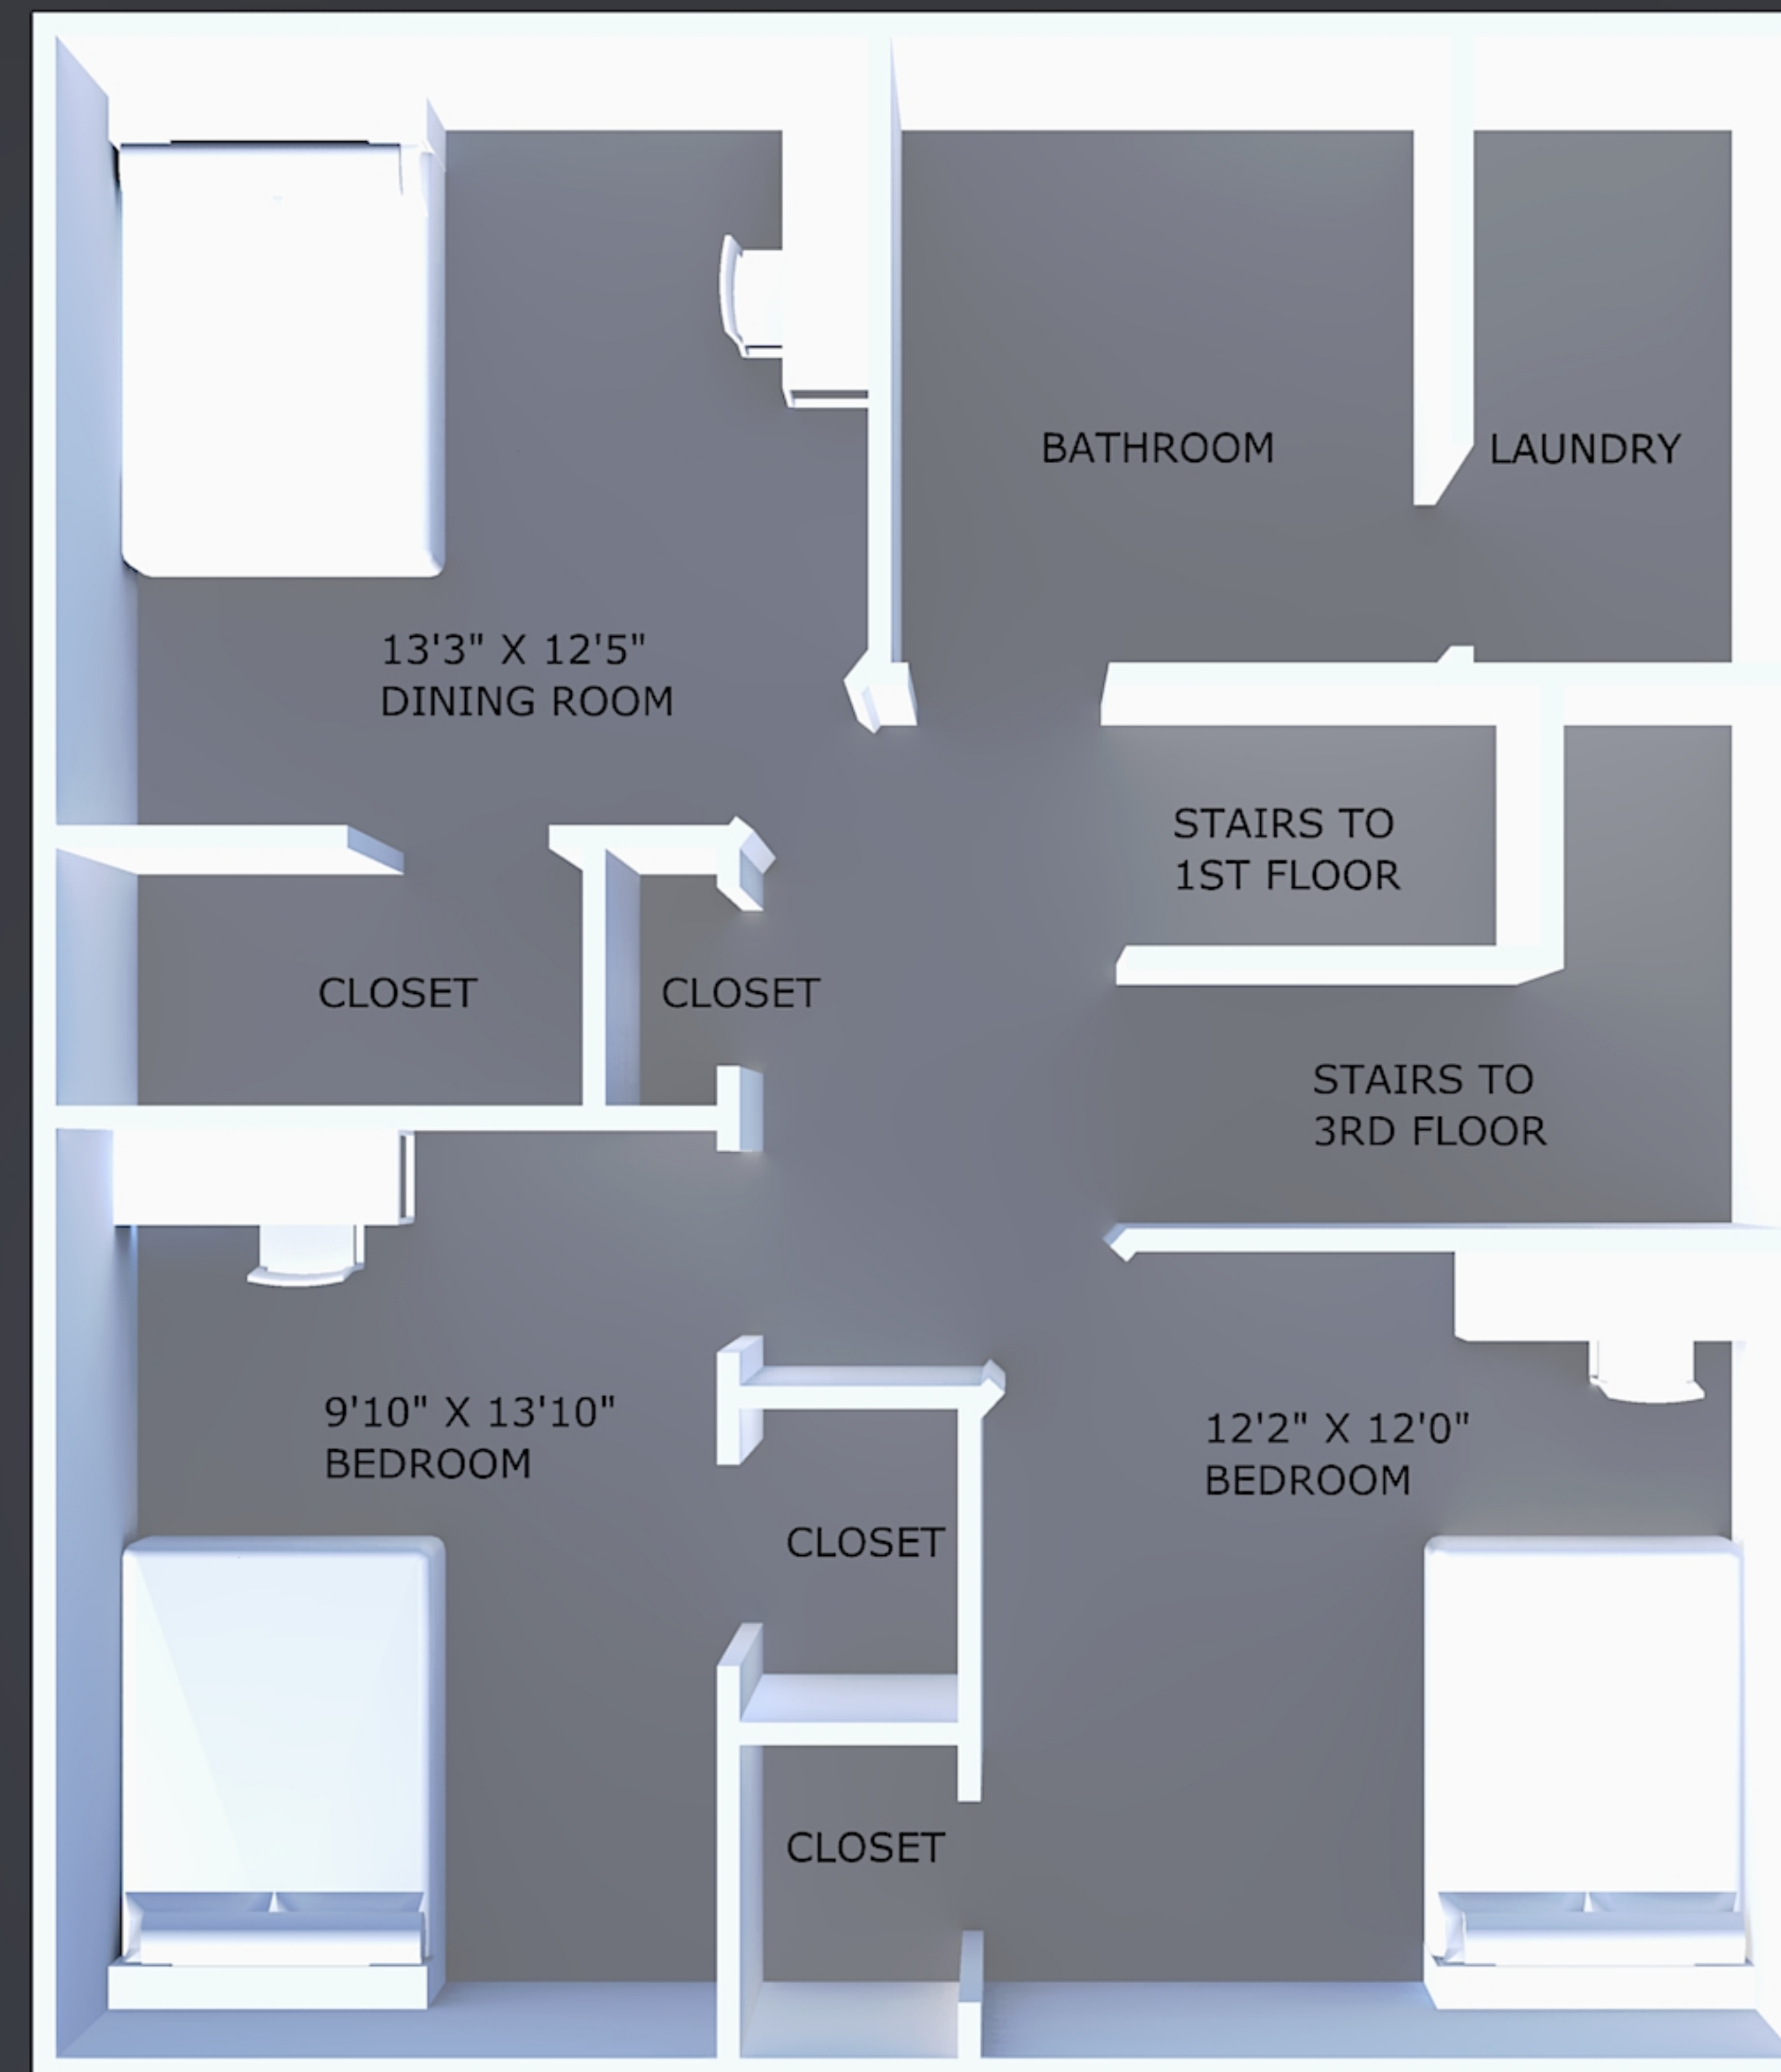 BATHROOM
LAUNDRY
13'3" X 12'5"
DINING ROOM
STAIRS TO
1ST FLOOR
CLOSET
CLOSET
STAIRS TO
3RD FLOOR
9'10" X 13'10"
BEDROOM
12'2" X 12'0"
BEDROOM
CLOSET
CLOSET